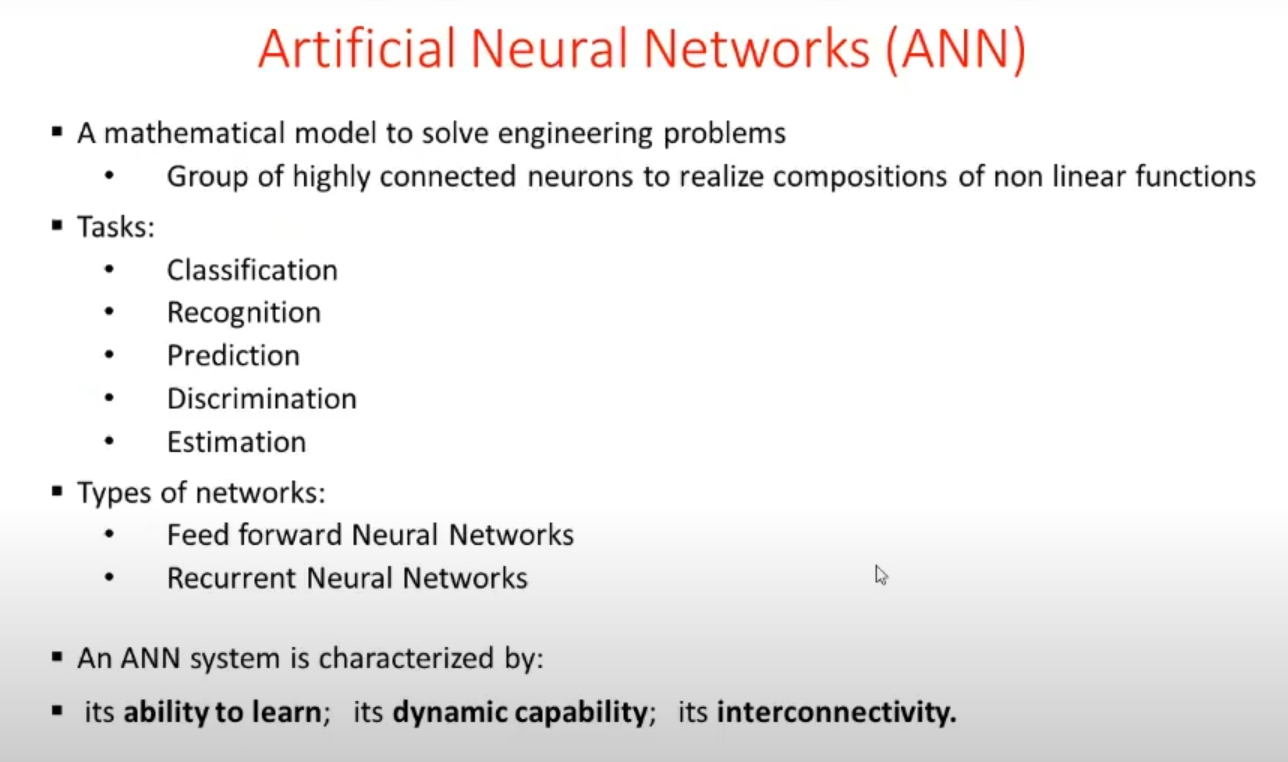 Artificial Neural Networks (ANN)
▪ A mathematical model to solve engineering problems
• Group of highly connected neurons to realize compositions of non linear functions
▪ Tasks:
• Classification
• Recognition
• Prediction
• Discrimination
• Estimation
▪ Types of networks:
• Feed forward Neural Networks
• Recurrent Neural Networks
▪ An ANN system is characterized by:
▪ its ability to learn; its dynamic capability; its interconnectivity.